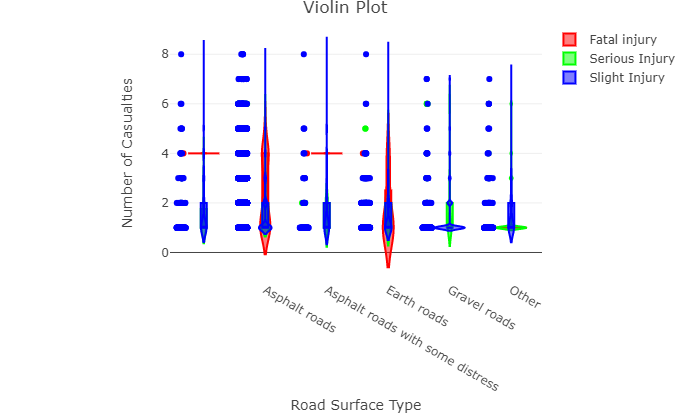 Violin Plot
Fatal injury
Serious Injury
Slight Injury
Number of Casualties
8
6
4
2
0
Asphalt roads
Asphalt roads with some distress
Earth roads
Gravel roads
Other
Road Surface Type